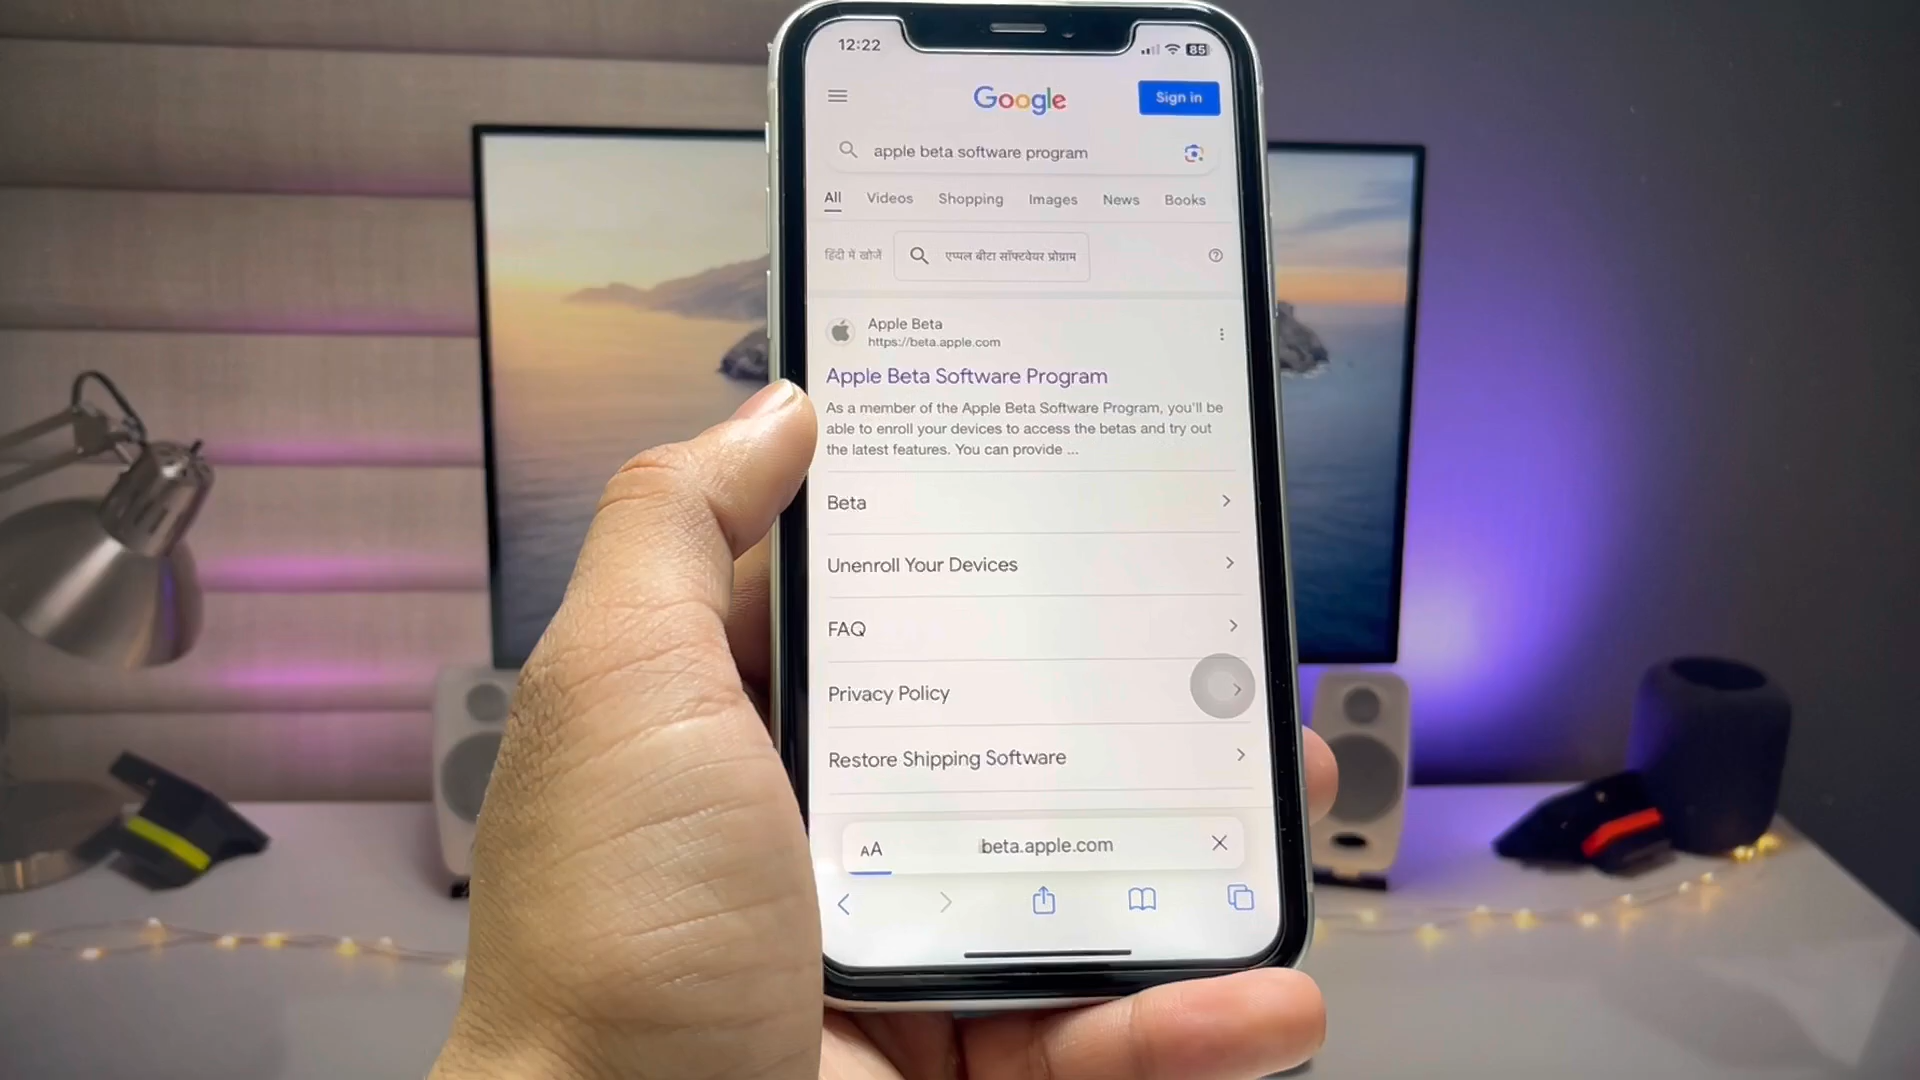 12:22
85
Google
Sign in
apple beta software program
All Videos Shopping Images News Books
हिंदी में खोजें
एप्पल बीटा सॉफ्टवेयर प्रोग्राम
Apple Beta
https://beta.apple.com
Apple Beta Software Program
As a member of the Apple Beta Software Program, you'll be
able to enroll your devices to access the betas and try out
the latest features. You can provide ...
Beta
Unenroll Your Devices
FAQ
Privacy Policy
Restore Shipping Software
AA beta.apple.com